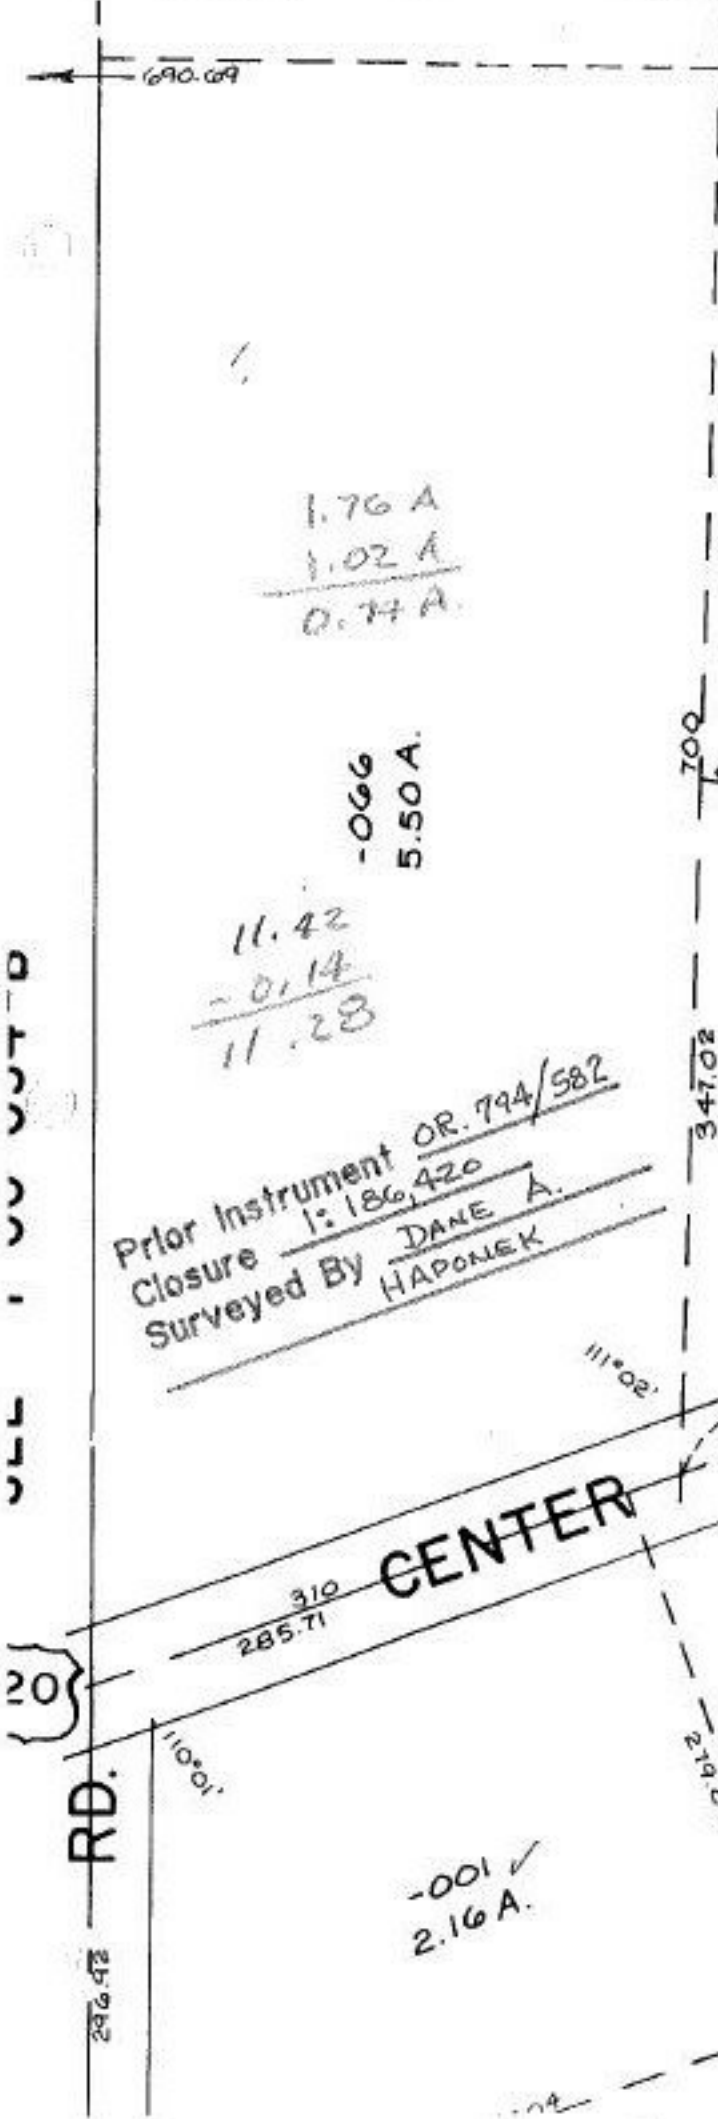 690.69
1.76 A
1.02 A
0.74 A.
-066
5.50 A.
700
11.42
- 0.14
11.28
347.02
Prior Instrument OR. 794/582
Closure 1: 186,420
Surveyed By DANE A.
HAPONEK
111°02'
CENTER
310
285.71
20
110°01'
RD.
279.
-001 ✓
2.16 A.
296.92